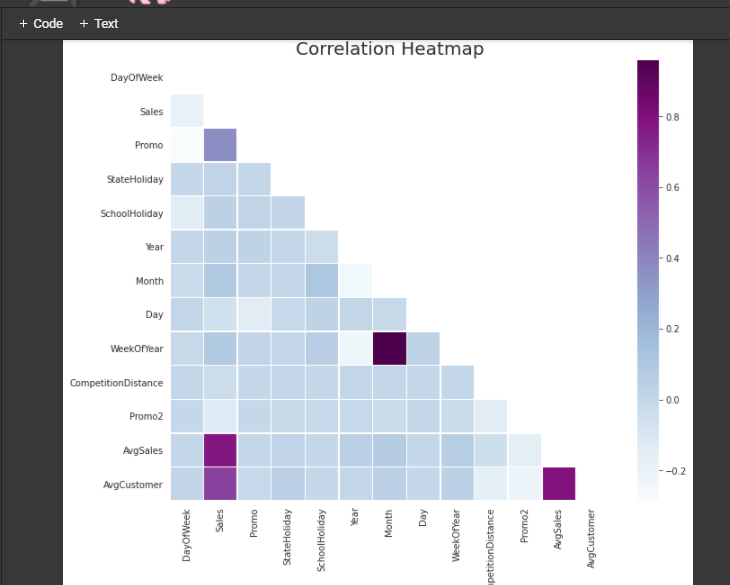 + Code + Text
Correlation Heatmap
DayOfWeek
Sales
Promo
StateHoliday
SchoolHoliday
Year
Month
Day
WeekOfYear
CompetitionDistance
Promo2
AvgSales
AvgCustomer
0.8
0.6
0.4
0.2
0.0
−0.2
DayOfWeek
Sales
Promo
StateHoliday
SchoolHoliday
Year
Month
Day
WeekOfYear
petitionDistance
Promo2
AvgSales
AvgCustomer